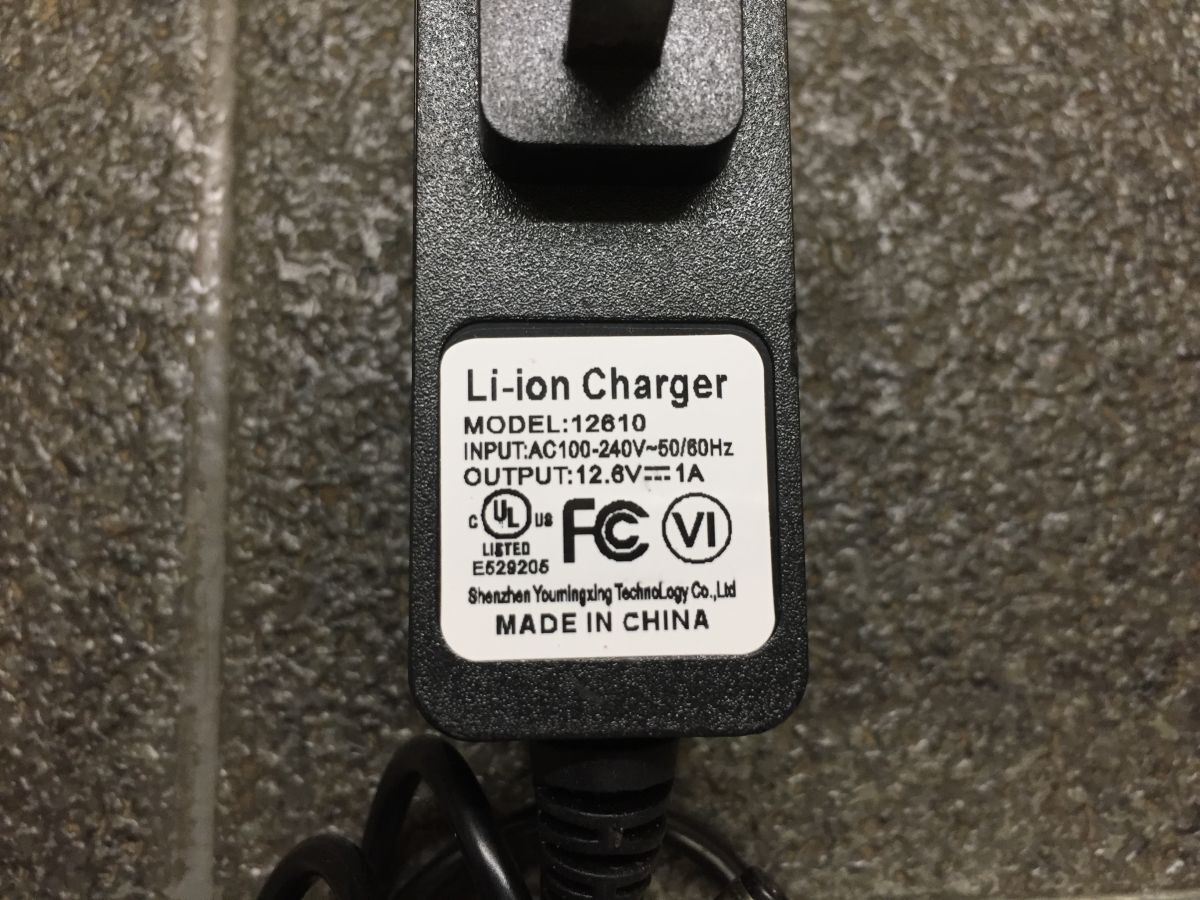 Li-ion Charger
MODEL:12610
INPUT:AC100-240V~50/60Hz
OUTPUT:12.6V⎓1A
C UL US FC VI
LISTED
E529205
Shenzhen Youmingxing TechnoLogy Co.,Ltd
MADE IN CHINA